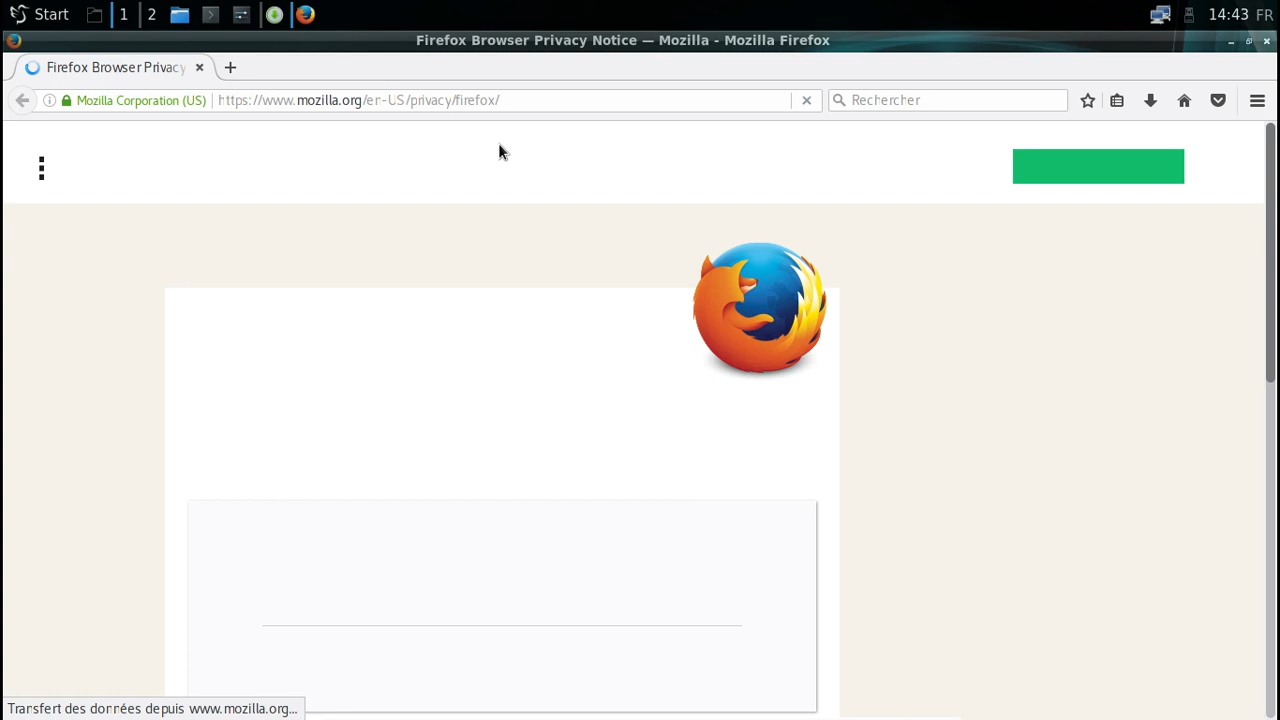 Start 1 2 14:43 FR
Firefox Browser Privacy Notice — Mozilla - Mozilla Firefox
Firefox Browser Privacy
Mozilla Corporation (US) https://www.mozilla.org/en-US/privacy/firefox/ Rechercher
Transfert des données depuis www.mozilla.org...